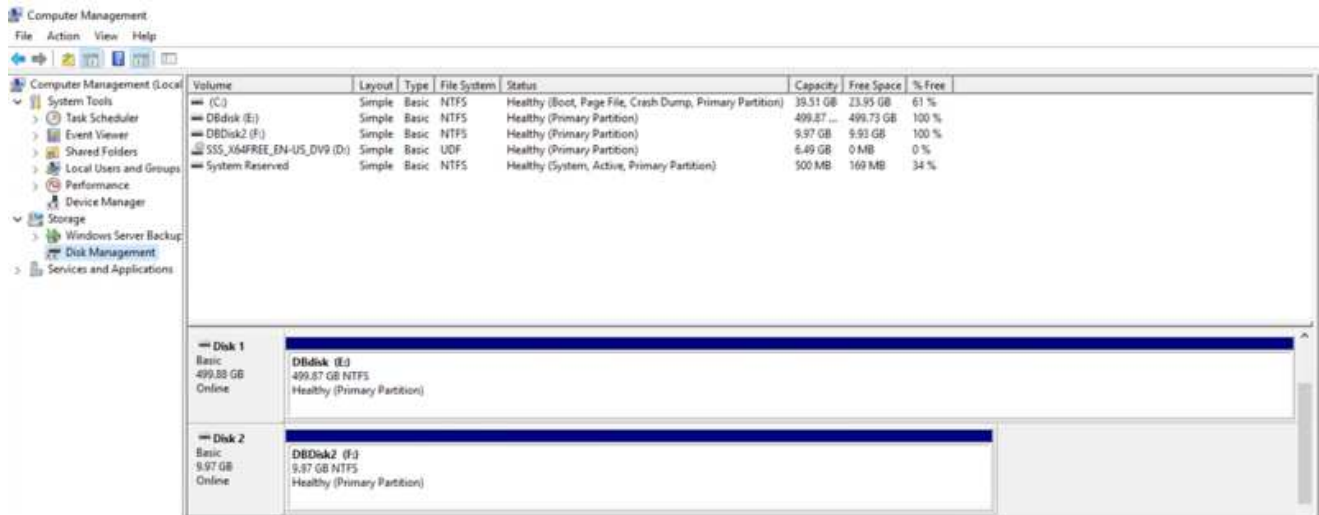 Computer Management
File Action View Help
Computer Management (Local
System Tools
Task Scheduler
Event Viewer
Shared Folders
Local Users and Groups
Performance
Device Manager
Storage
Windows Server Backup
Disk Management
Services and Applications
Volume Layout Type File System Status Capacity Free Space % Free
(C:) Simple Basic NTFS Healthy (Boot, Page File, Crash Dump, Primary Partition) 39.51 GB 23.95 GB 61 %
DBdisk (E:) Simple Basic NTFS Healthy (Primary Partition) 499.87 ... 499.73 GB 100 %
DBDisk2 (F:) Simple Basic NTFS Healthy (Primary Partition) 9.97 GB 9.93 GB 100 %
SSS_X64FREE_EN-US_DV9 (D:) Simple Basic UDF Healthy (Primary Partition) 6.49 GB 0 MB 0 %
System Reserved Simple Basic NTFS Healthy (System, Active, Primary Partition) 500 MB 169 MB 34 %
Disk 1
Basic
499.88 GB
Online
DBdisk (E:)
499.87 GB NTFS
Healthy (Primary Partition)
Disk 2
Basic
9.97 GB
Online
DBDisk2 (F:)
9.97 GB NTFS
Healthy (Primary Partition)